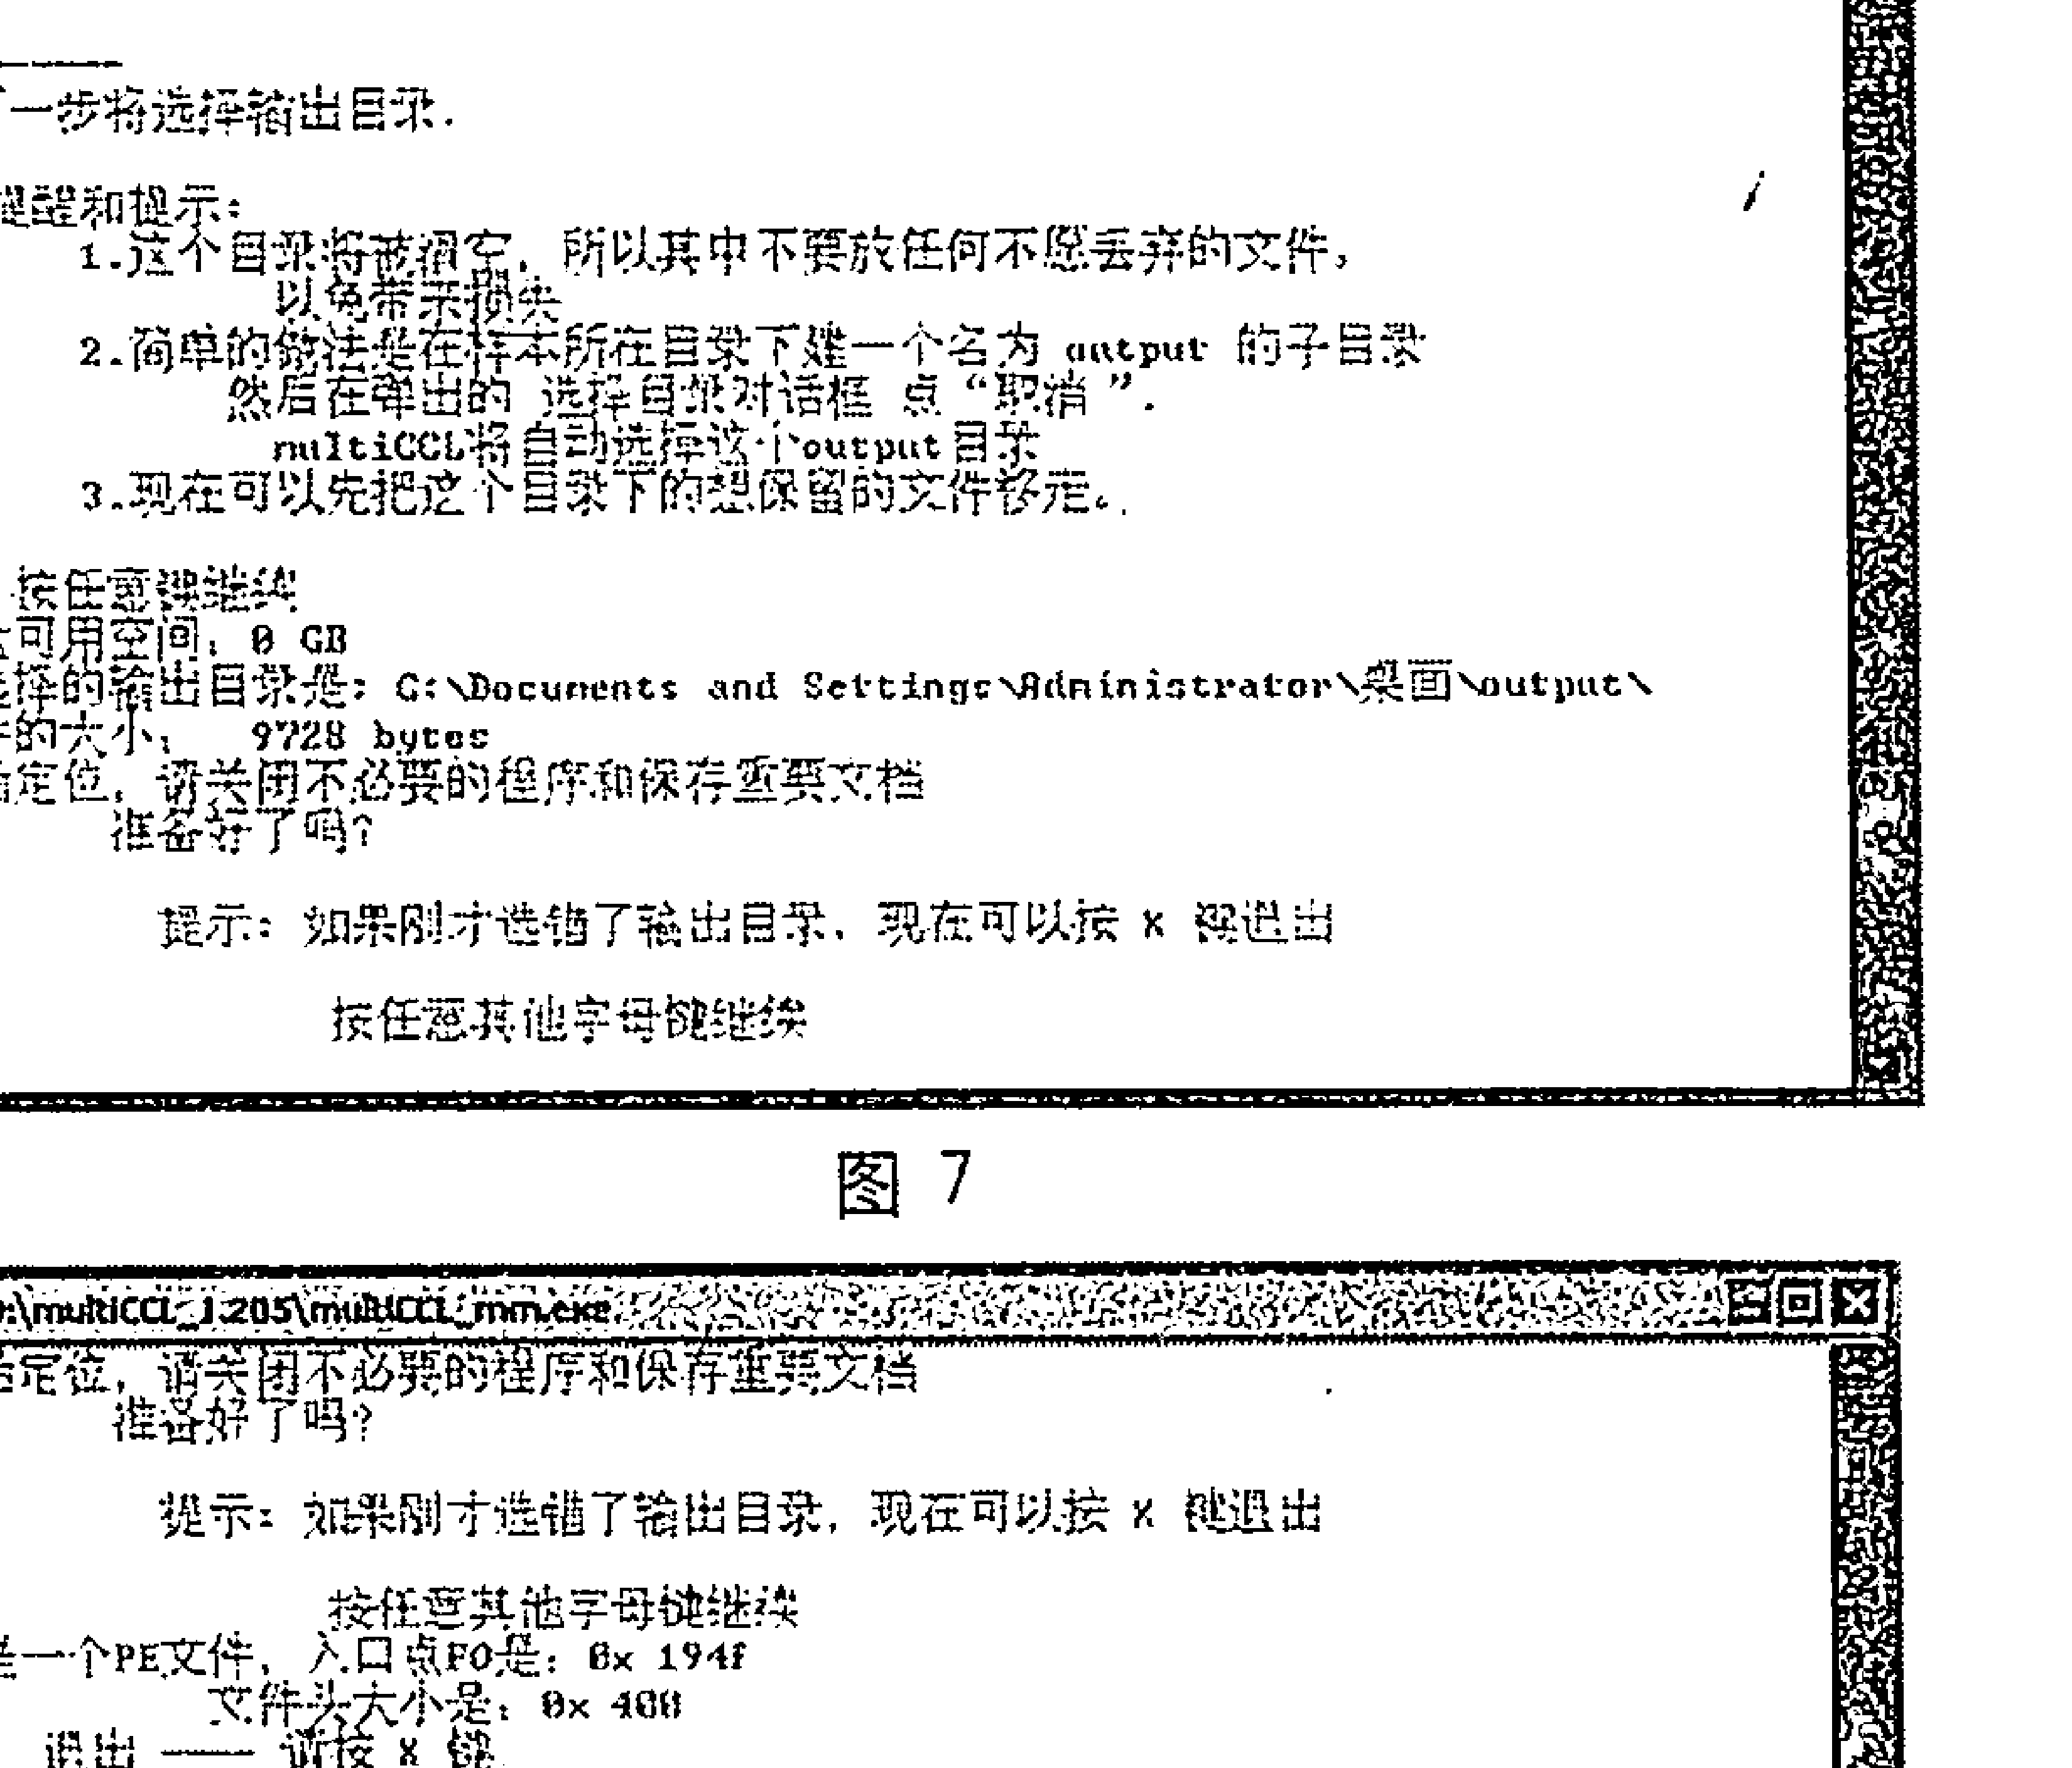 一步将选择输出目录.
提醒和提示:
1.这个目录将被清空, 所以其中不要放任何不愿丢弃的文件,
以免带来损失
2.简单的做法是在样本所在目录下建一个名为 output 的子目录
然后在弹出的 选择目录对话框 点 “取消 ”.
multiCCL将自动选择这个output目录
3.现在可以先把这个目录下的想保留的文件移走。
按任意键继续
可用空间: 0 GB
择的输出目录是: C:\Documents and Settings\Administrator\桌面\output\
的大小: 9728 bytes
定位, 请关闭不必要的程序和保存重要文档
准备好了吗?
提示: 如果刚才选错了输出目录, 现在可以按 X 键退出
按任意其他字母键继续
图 7
:\multiCCL_1.205\multiCCL_mm.exe
定位, 请关闭不必要的程序和保存重要文档
准备好了吗?
提示: 如果刚才选错了输出目录, 现在可以按 X 键退出
按任意其他字母键继续
是一个PE文件, 入口点FO是: 0x 194f
文件头大小是: 0x 400
退出 —— 请按 X 键